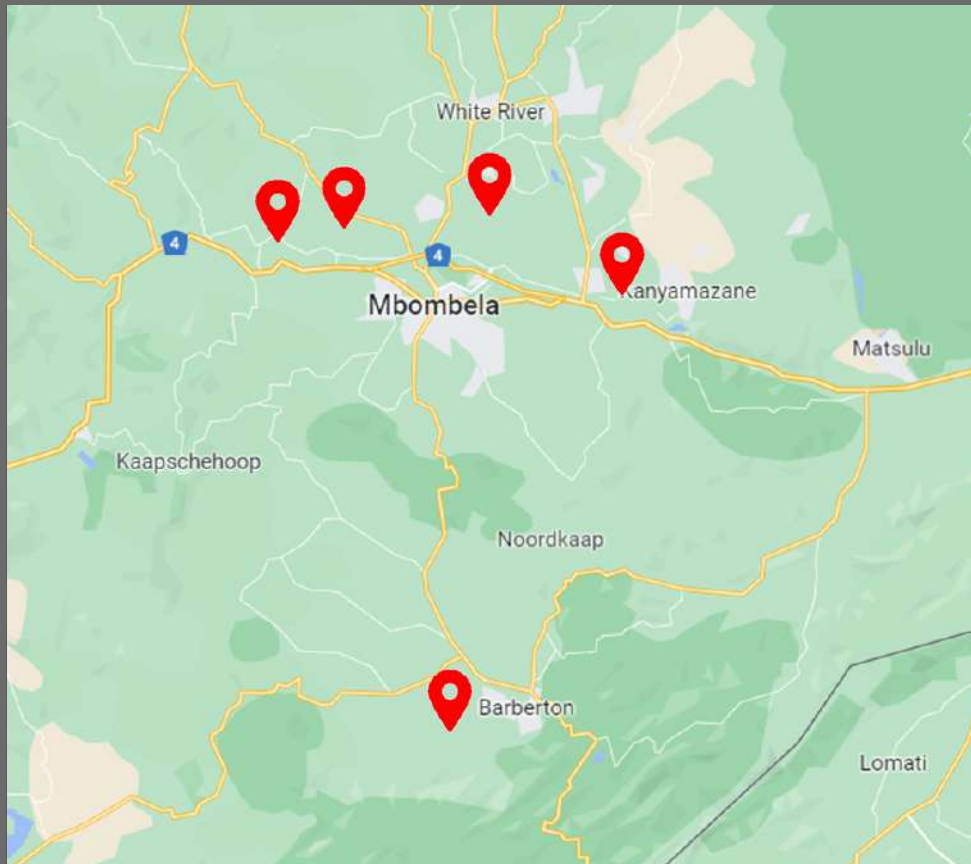 White River
4
4
Mbombela
Kanyamazane
Matsulu
Kaapschehoop
Noordkaap
Barberton
Lomati